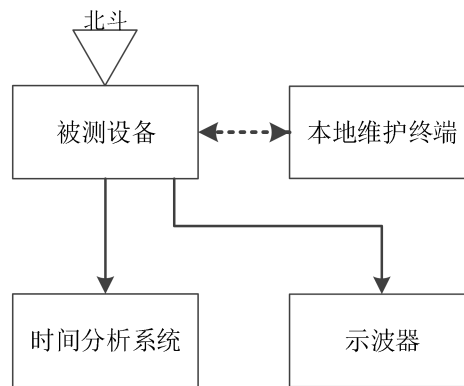 北斗
被测设备
本地维护终端
时间分析系统
示波器